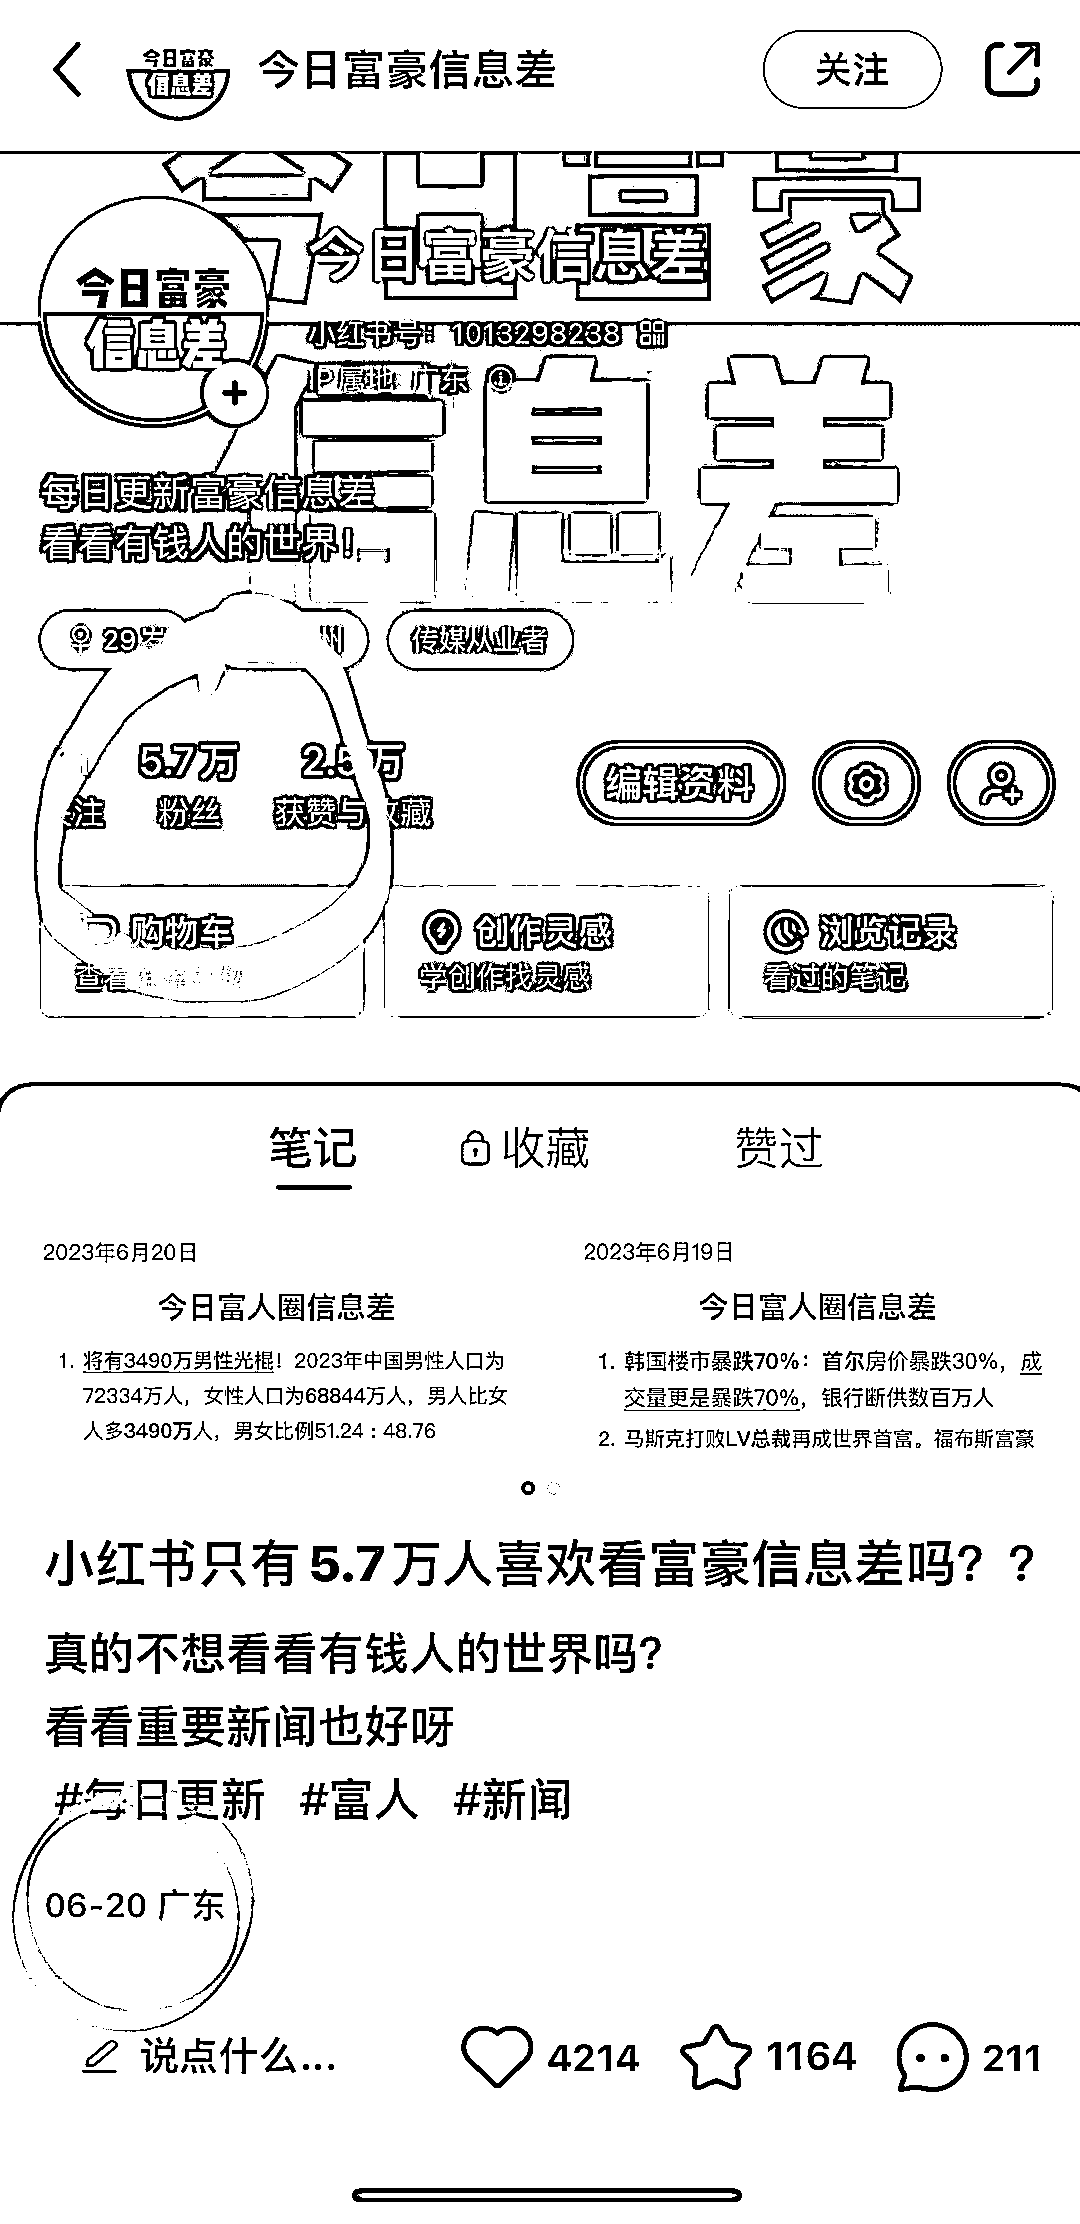 今日富豪
信息差
今日富豪信息差
关注
今日富豪
今日富豪信息差
今日富豪
信息差
小红书号: 1013298238
IP属地: 广东
息差
每日更新富豪信息差
看看有钱人的世界!
29岁
州
传媒从业者
5.7万
2.5万
编辑资料
关注
粉丝
获赞与收藏
购物车
创作灵感
浏览记录
查看
学创作找灵感
看过的笔记
笔记
收藏
赞过
2023年6月20日
今日富人圈信息差
1. 将有3490万男性光棍! 2023年中国男性人口为
72334万人，女性人口为68844万人，男人比女
人多3490万人，男女比例51.24：48.76
2023年6月19日
今日富人圈信息差
1. 韩国楼市暴跌70%：首尔房价暴跌30%，成
交量更是暴跌70%，银行断供数百万人
2. 马斯克打败LV总裁再成世界首富。福布斯富豪
小红书只有5.7万人喜欢看富豪信息差吗？？
真的不想看看有钱人的世界吗?
看看重要新闻也好呀
#每日更新 #富人 #新闻
06-20 广东
说点什么...
4214
1164
211